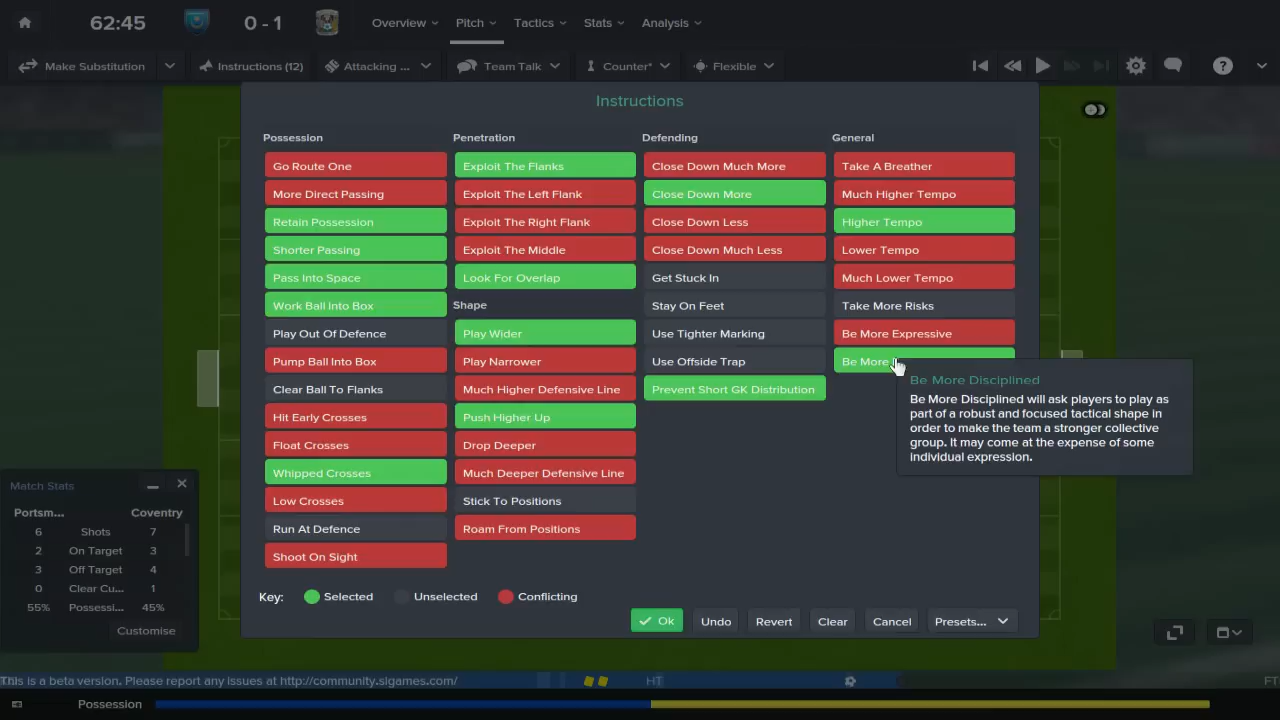 62:45
0 - 1
Overview
Pitch
Tactics
Stats
Analysis
Make Substitution
Instructions (12)
Attacking ...
Team Talk
Counter*
Flexible
?
Instructions
Possession
Go Route One
More Direct Passing
Retain Possession
Shorter Passing
Pass Into Space
Work Ball Into Box
Play Out Of Defence
Pump Ball Into Box
Clear Ball To Flanks
Hit Early Crosses
Float Crosses
Whipped Crosses
Low Crosses
Run At Defence
Shoot On Sight
Penetration
Exploit The Flanks
Exploit The Left Flank
Exploit The Right Flank
Exploit The Middle
Look For Overlap
Shape
Play Wider
Play Narrower
Much Higher Defensive Line
Push Higher Up
Drop Deeper
Much Deeper Defensive Line
Stick To Positions
Roam From Positions
Defending
Close Down Much More
Close Down More
Close Down Less
Close Down Much Less
Get Stuck In
Stay On Feet
Use Tighter Marking
Use Offside Trap
Prevent Short GK Distribution
General
Take A Breather
Much Higher Tempo
Higher Tempo
Lower Tempo
Much Lower Tempo
Take More Risks
Be More Expressive
Be More
Be More Disciplined
Be More Disciplined will ask players to play as
part of a robust and focused tactical shape in
order to make the team a stronger collective
group. It may come at the expense of some
individual expression.
Key:
Selected
Unselected
Conflicting
Ok
Undo
Revert
Clear
Cancel
Presets...
Match Stats
Portsm...
Coventry
6 Shots 7
2 On Target 3
3 Off Target 4
0 Clear Cu... 1
55% Possessi... 45%
Customise
This is a beta version. Please report any issues at http://community.sigames.com/
HT
FT
Possession